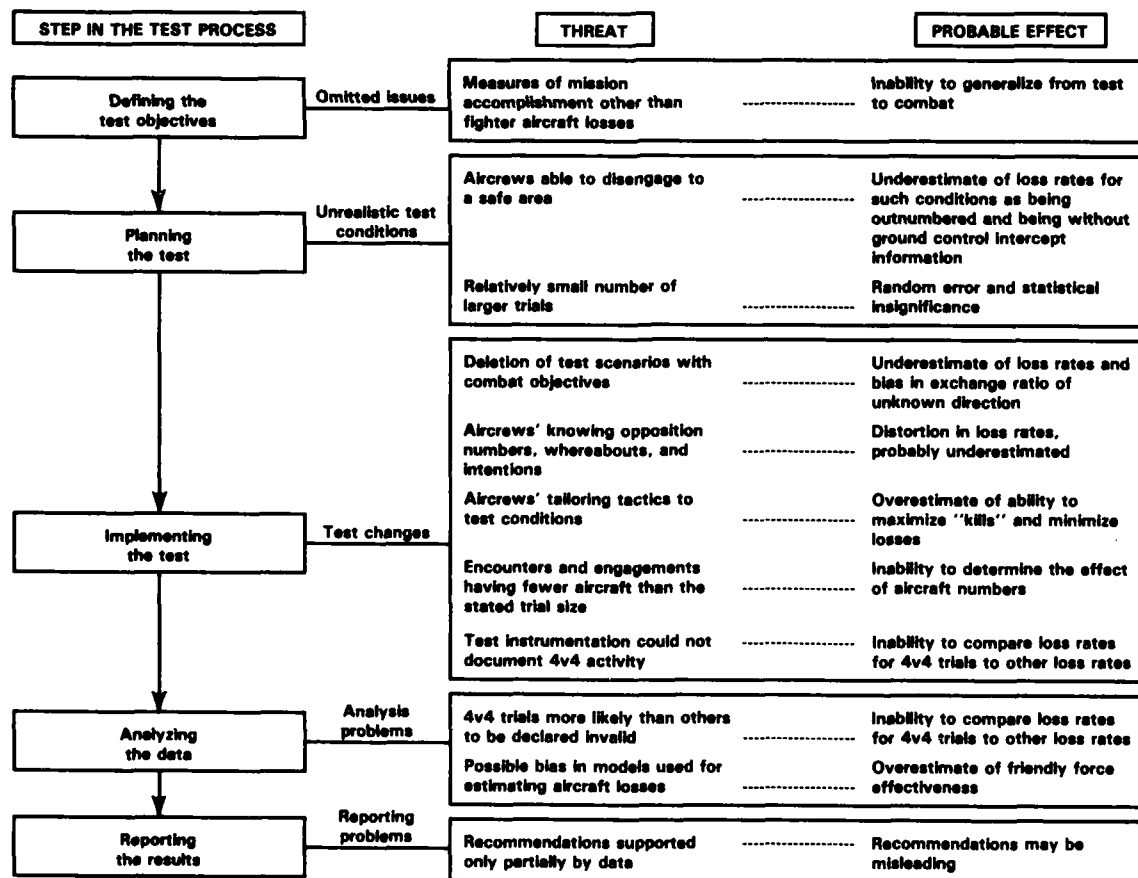 STEP IN THE TEST PROCESS
THREAT
PROBABLE EFFECT
Defining the
test objectives
Omitted issues
Measures of mission
accomplishment other than
fighter aircraft losses
Inability to generalize from test
to combat
Planning
the test
Unrealistic test
conditions
Aircrews able to disengage to
a safe area
Underestimate of loss rates for
such conditions as being
outnumbered and being without
ground control intercept
information
Relatively small number of
larger trials
Random error and statistical
insignificance
Implementing
the test
Test changes
Deletion of test scenarios with
combat objectives
Underestimate of loss rates and
bias in exchange ratio of
unknown direction
Aircrews' knowing opposition
numbers, whereabouts, and
intentions
Distortion in loss rates,
probably underestimated
Aircrews' tailoring tactics to
test conditions
Overestimate of ability to
maximize "kills" and minimize
losses
Encounters and engagements
having fewer aircraft than the
stated trial size
Inability to determine the effect
of aircraft numbers
Test instrumentation could not
document 4v4 activity
Inability to compare loss rates
for 4v4 trials to other loss rates
Analyzing
the data
Analysis
problems
4v4 trials more likely than others
to be declared invalid
Inability to compare loss rates
for 4v4 trials to other loss rates
Possible bias in models used for
estimating aircraft losses
Overestimate of friendly force
effectiveness
Reporting
the results
Reporting
problems
Recommendations supported
only partially by data
Recommendations may be
misleading